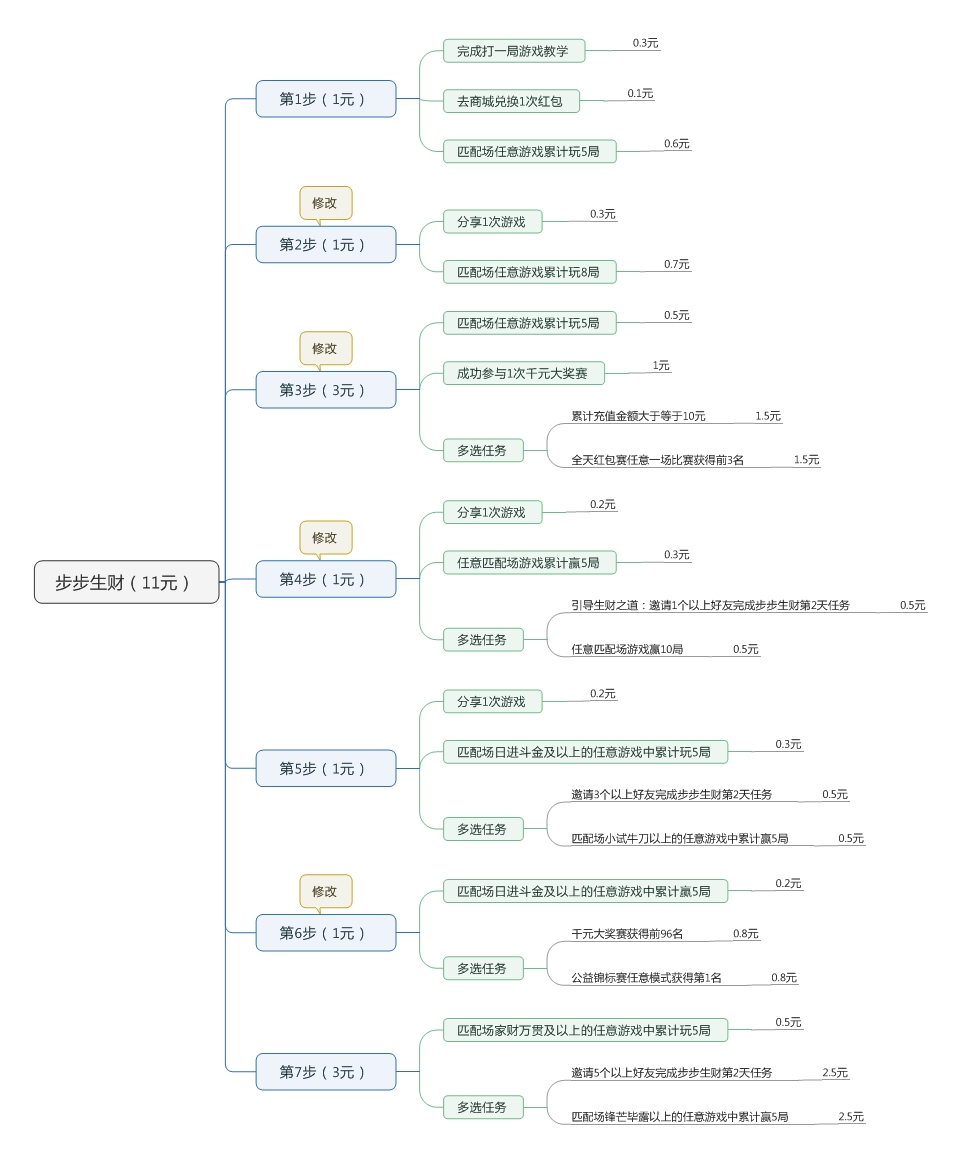 步步生财（11元）
第1步（1元）
完成打一局游戏教学
0.3元
去商城兑换1次红包
0.1元
匹配场任意游戏累计玩5局
0.6元
修改
第2步（1元）
分享1次游戏
0.3元
匹配场任意游戏累计玩8局
0.7元
修改
第3步（3元）
匹配场任意游戏累计玩5局
0.5元
成功参与1次千元大奖赛
1元
多选任务
累计充值金额大于等于10元
1.5元
全天红包赛任意一场比赛获得前3名
1.5元
修改
第4步（1元）
分享1次游戏
0.2元
任意匹配场游戏累计赢5局
0.3元
多选任务
引导生财之道：邀请1个以上好友完成步步生财第2天任务
0.5元
任意匹配场游戏赢10局
0.5元
第5步（1元）
分享1次游戏
0.2元
匹配场日进斗金及以上的任意游戏中累计玩5局
0.3元
多选任务
邀请3个以上好友完成步步生财第2天任务
0.5元
匹配场小试牛刀以上的任意游戏中累计赢5局
0.5元
修改
第6步（1元）
匹配场日进斗金及以上的任意游戏中累计赢5局
0.2元
多选任务
千元大奖赛获得前96名
0.8元
公益锦标赛任意模式获得第1名
0.8元
第7步（3元）
匹配场家财万贯及以上的任意游戏中累计玩5局
0.5元
多选任务
邀请5个以上好友完成步步生财第2天任务
2.5元
匹配场锋芒毕露以上的任意游戏中累计赢5局
2.5元